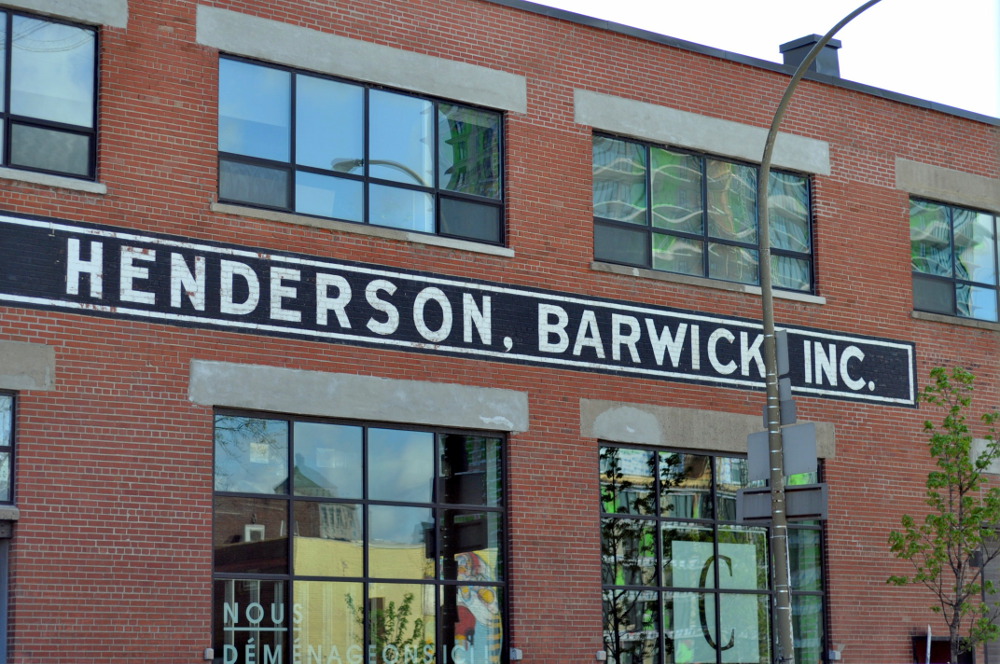 HENDERSON, BARWICK INC.
NOUS
DÉMÉNAGEONS ICI!
C